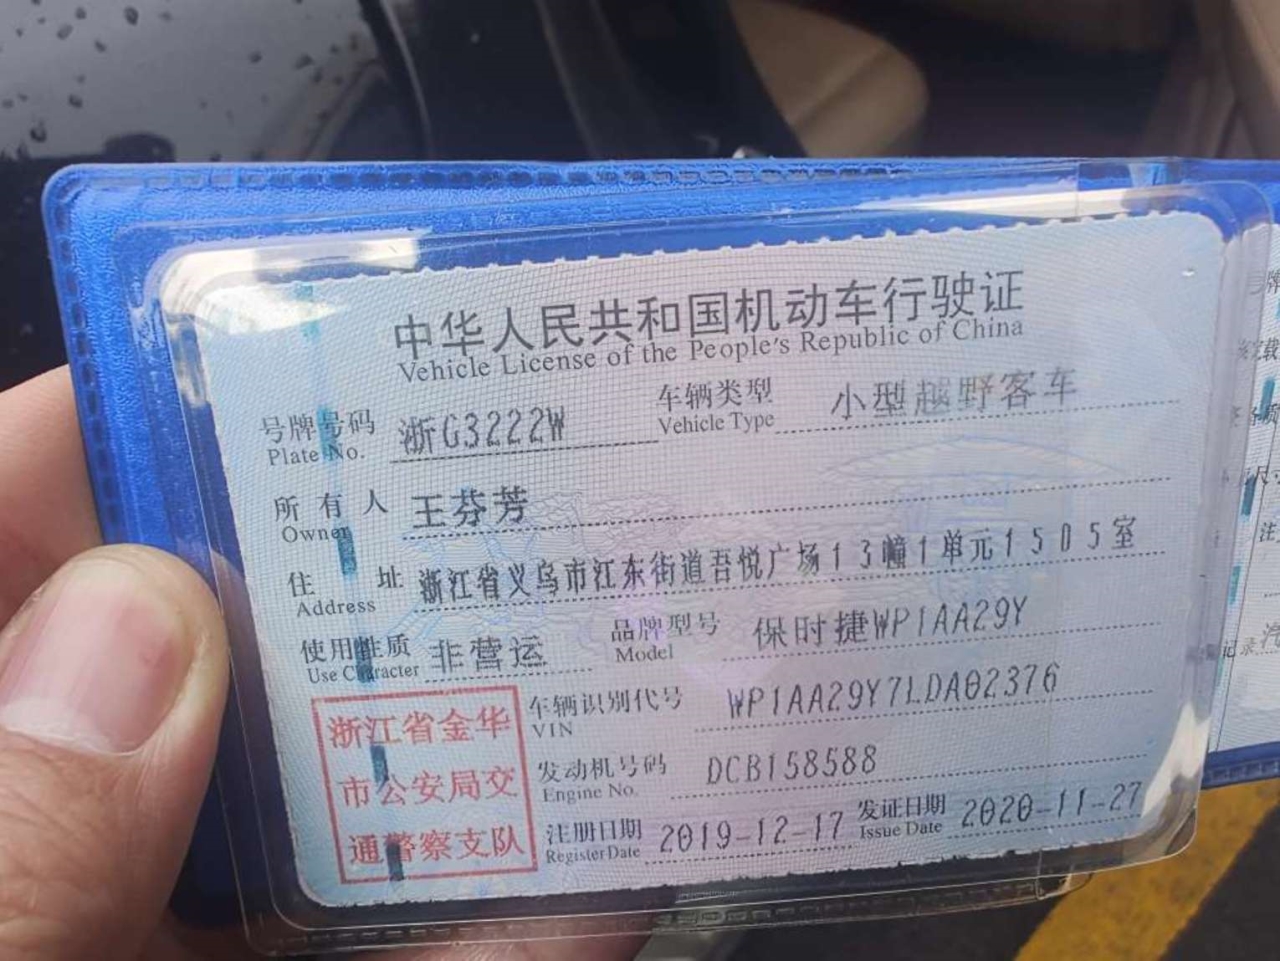 中华人民共和国机动车行驶证
Vehicle License of the People's Republic of China
号牌号码 浙G3222W 车辆类型 小型越野客车
Plate No. Vehicle Type
所有人 王芬芳
Owner
住址 浙江省义乌市江东街道吾悦广场13幢1单元1505室
Address
使用性质 非营运 品牌型号 保时捷WP1AA29Y
Use Character Model
浙江省金华
市公安局交
通警察支队
车辆识别代号 WP1AA29Y7LDA02376
VIN
发动机号码 DCB158588
Engine No.
注册日期 2019-12-17 发证日期 2020-11-27
Register Date Issue Date